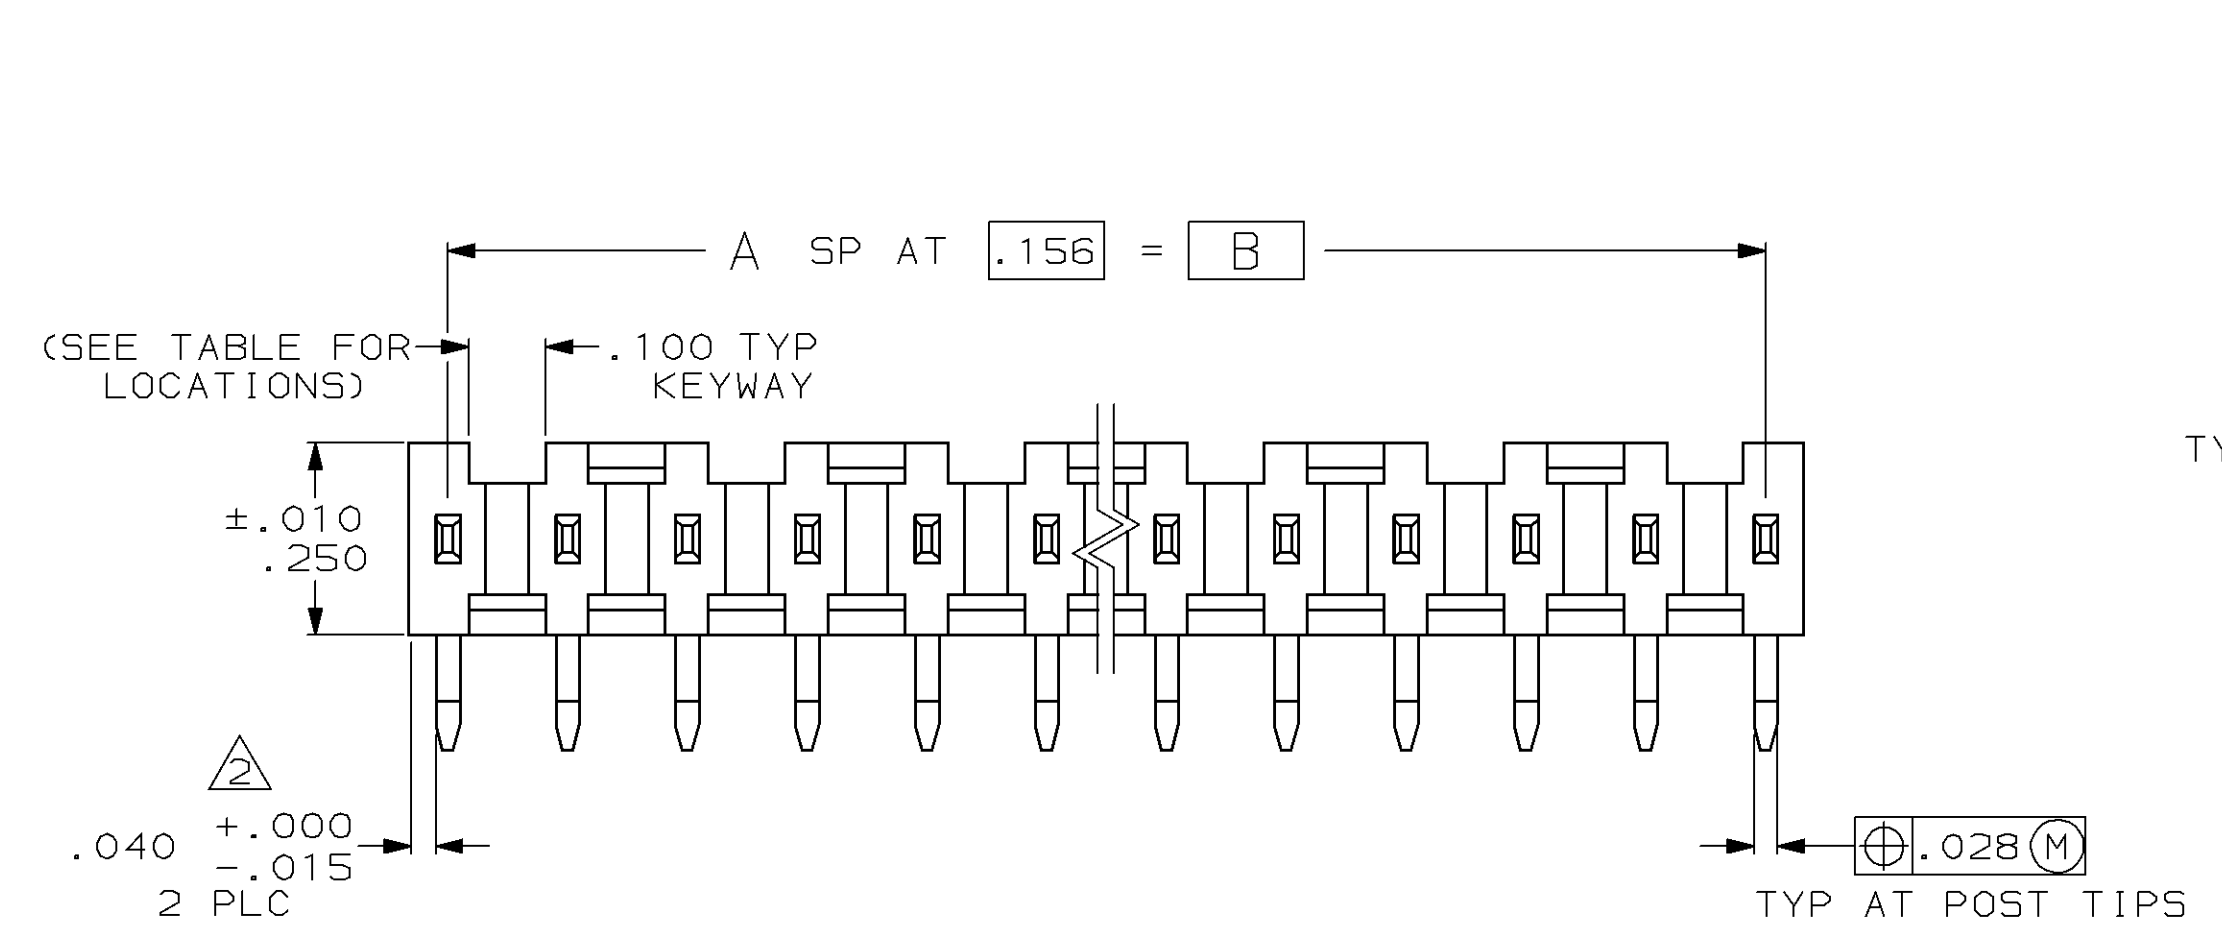 A SP AT .156 = B
(SEE TABLE FOR
LOCATIONS)
.100 TYP
KEYWAY
±.010
.250
2
.040 +.000
-.015
2 PLC
⌖ .028 Ⓜ
TYP AT POST TIPS